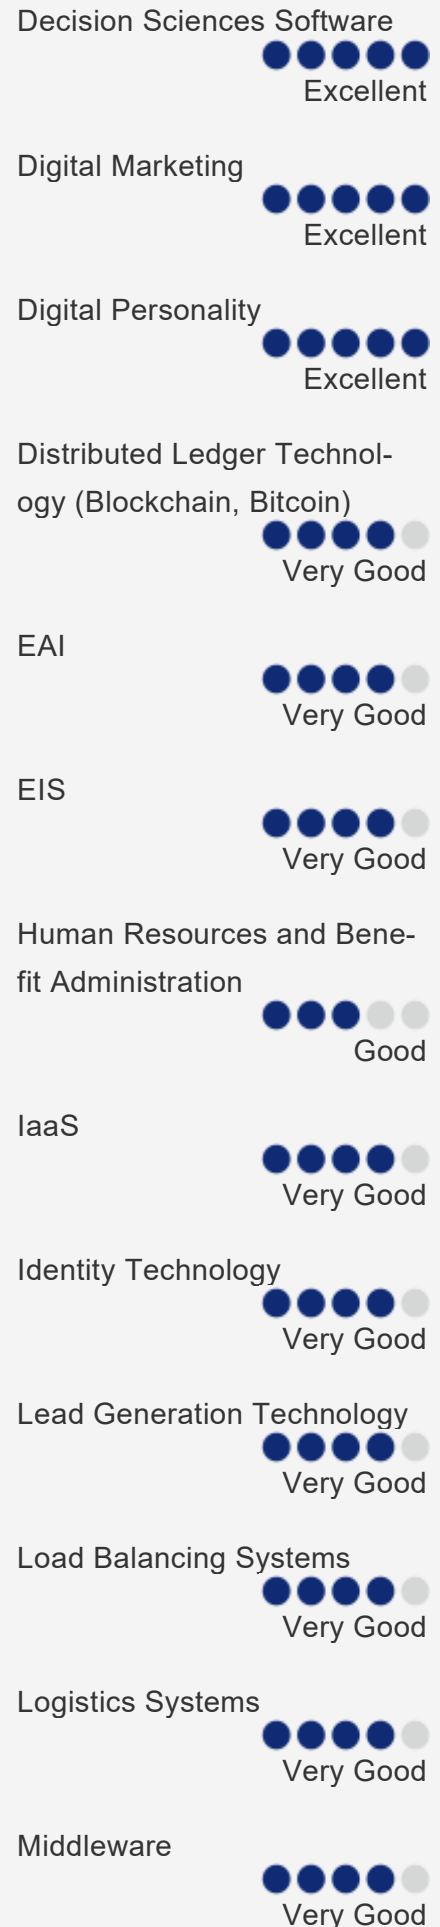 Decision Sciences Software
Excellent
Digital Marketing
Excellent
Digital Personality
Excellent
Distributed Ledger Technol-
ogy (Blockchain, Bitcoin)
Very Good
EAI
Very Good
EIS
Very Good
Human Resources and Bene-
fit Administration
Good
IaaS
Very Good
Identity Technology
Very Good
Lead Generation Technology
Very Good
Load Balancing Systems
Very Good
Logistics Systems
Very Good
Middleware
Very Good